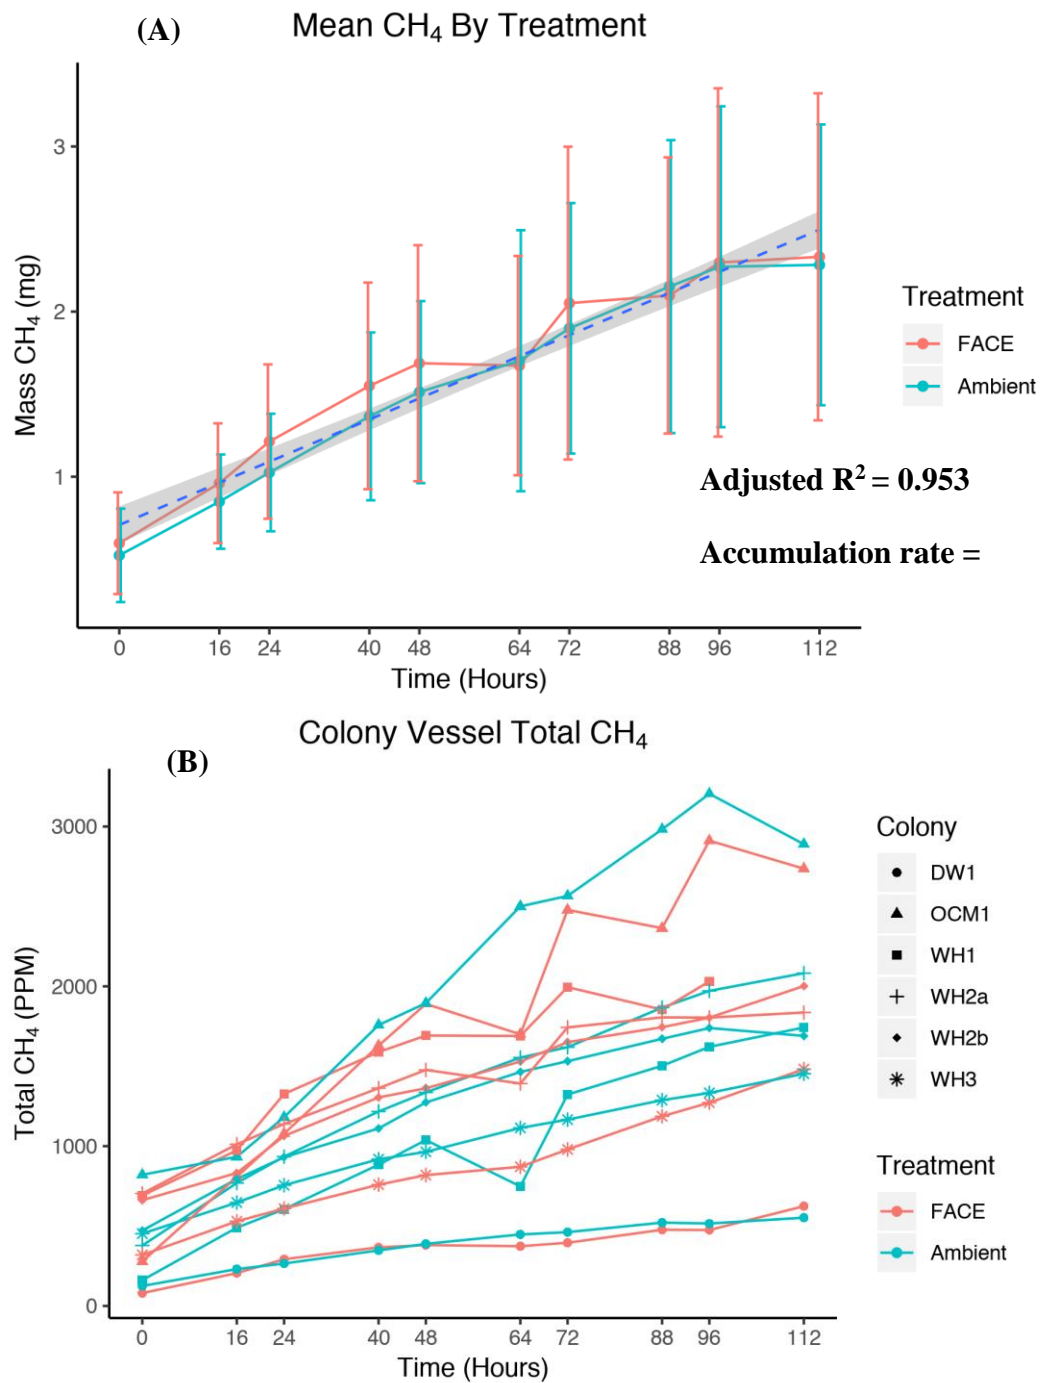 (A)
Mean CH₄ By Treatment
Mass CH₄ (mg)
3
2
1
0 16 24 40 48 64 72 88 96 112
Time (Hours)
Treatment
FACE
Ambient
Adjusted R² = 0.953
Accumulation rate =
Colony Vessel Total CH₄
(B)
Total CH₄ (PPM)
3000
2000
1000
0
0 16 24 40 48 64 72 88 96 112
Time (Hours)
Colony
DW1
OCM1
WH1
WH2a
WH2b
WH3
Treatment
FACE
Ambient